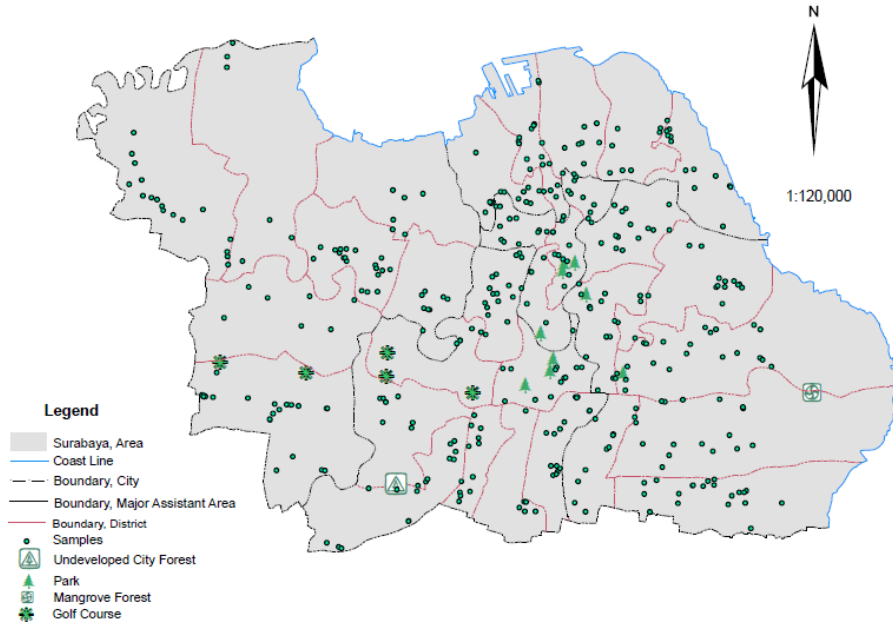 N
1:120,000
Legend
Surabaya, Area
Coast Line
Boundary, City
Boundary, Major Assistant Area
Boundary, District
Samples
Undeveloped City Forest
Park
Mangrove Forest
Golf Course